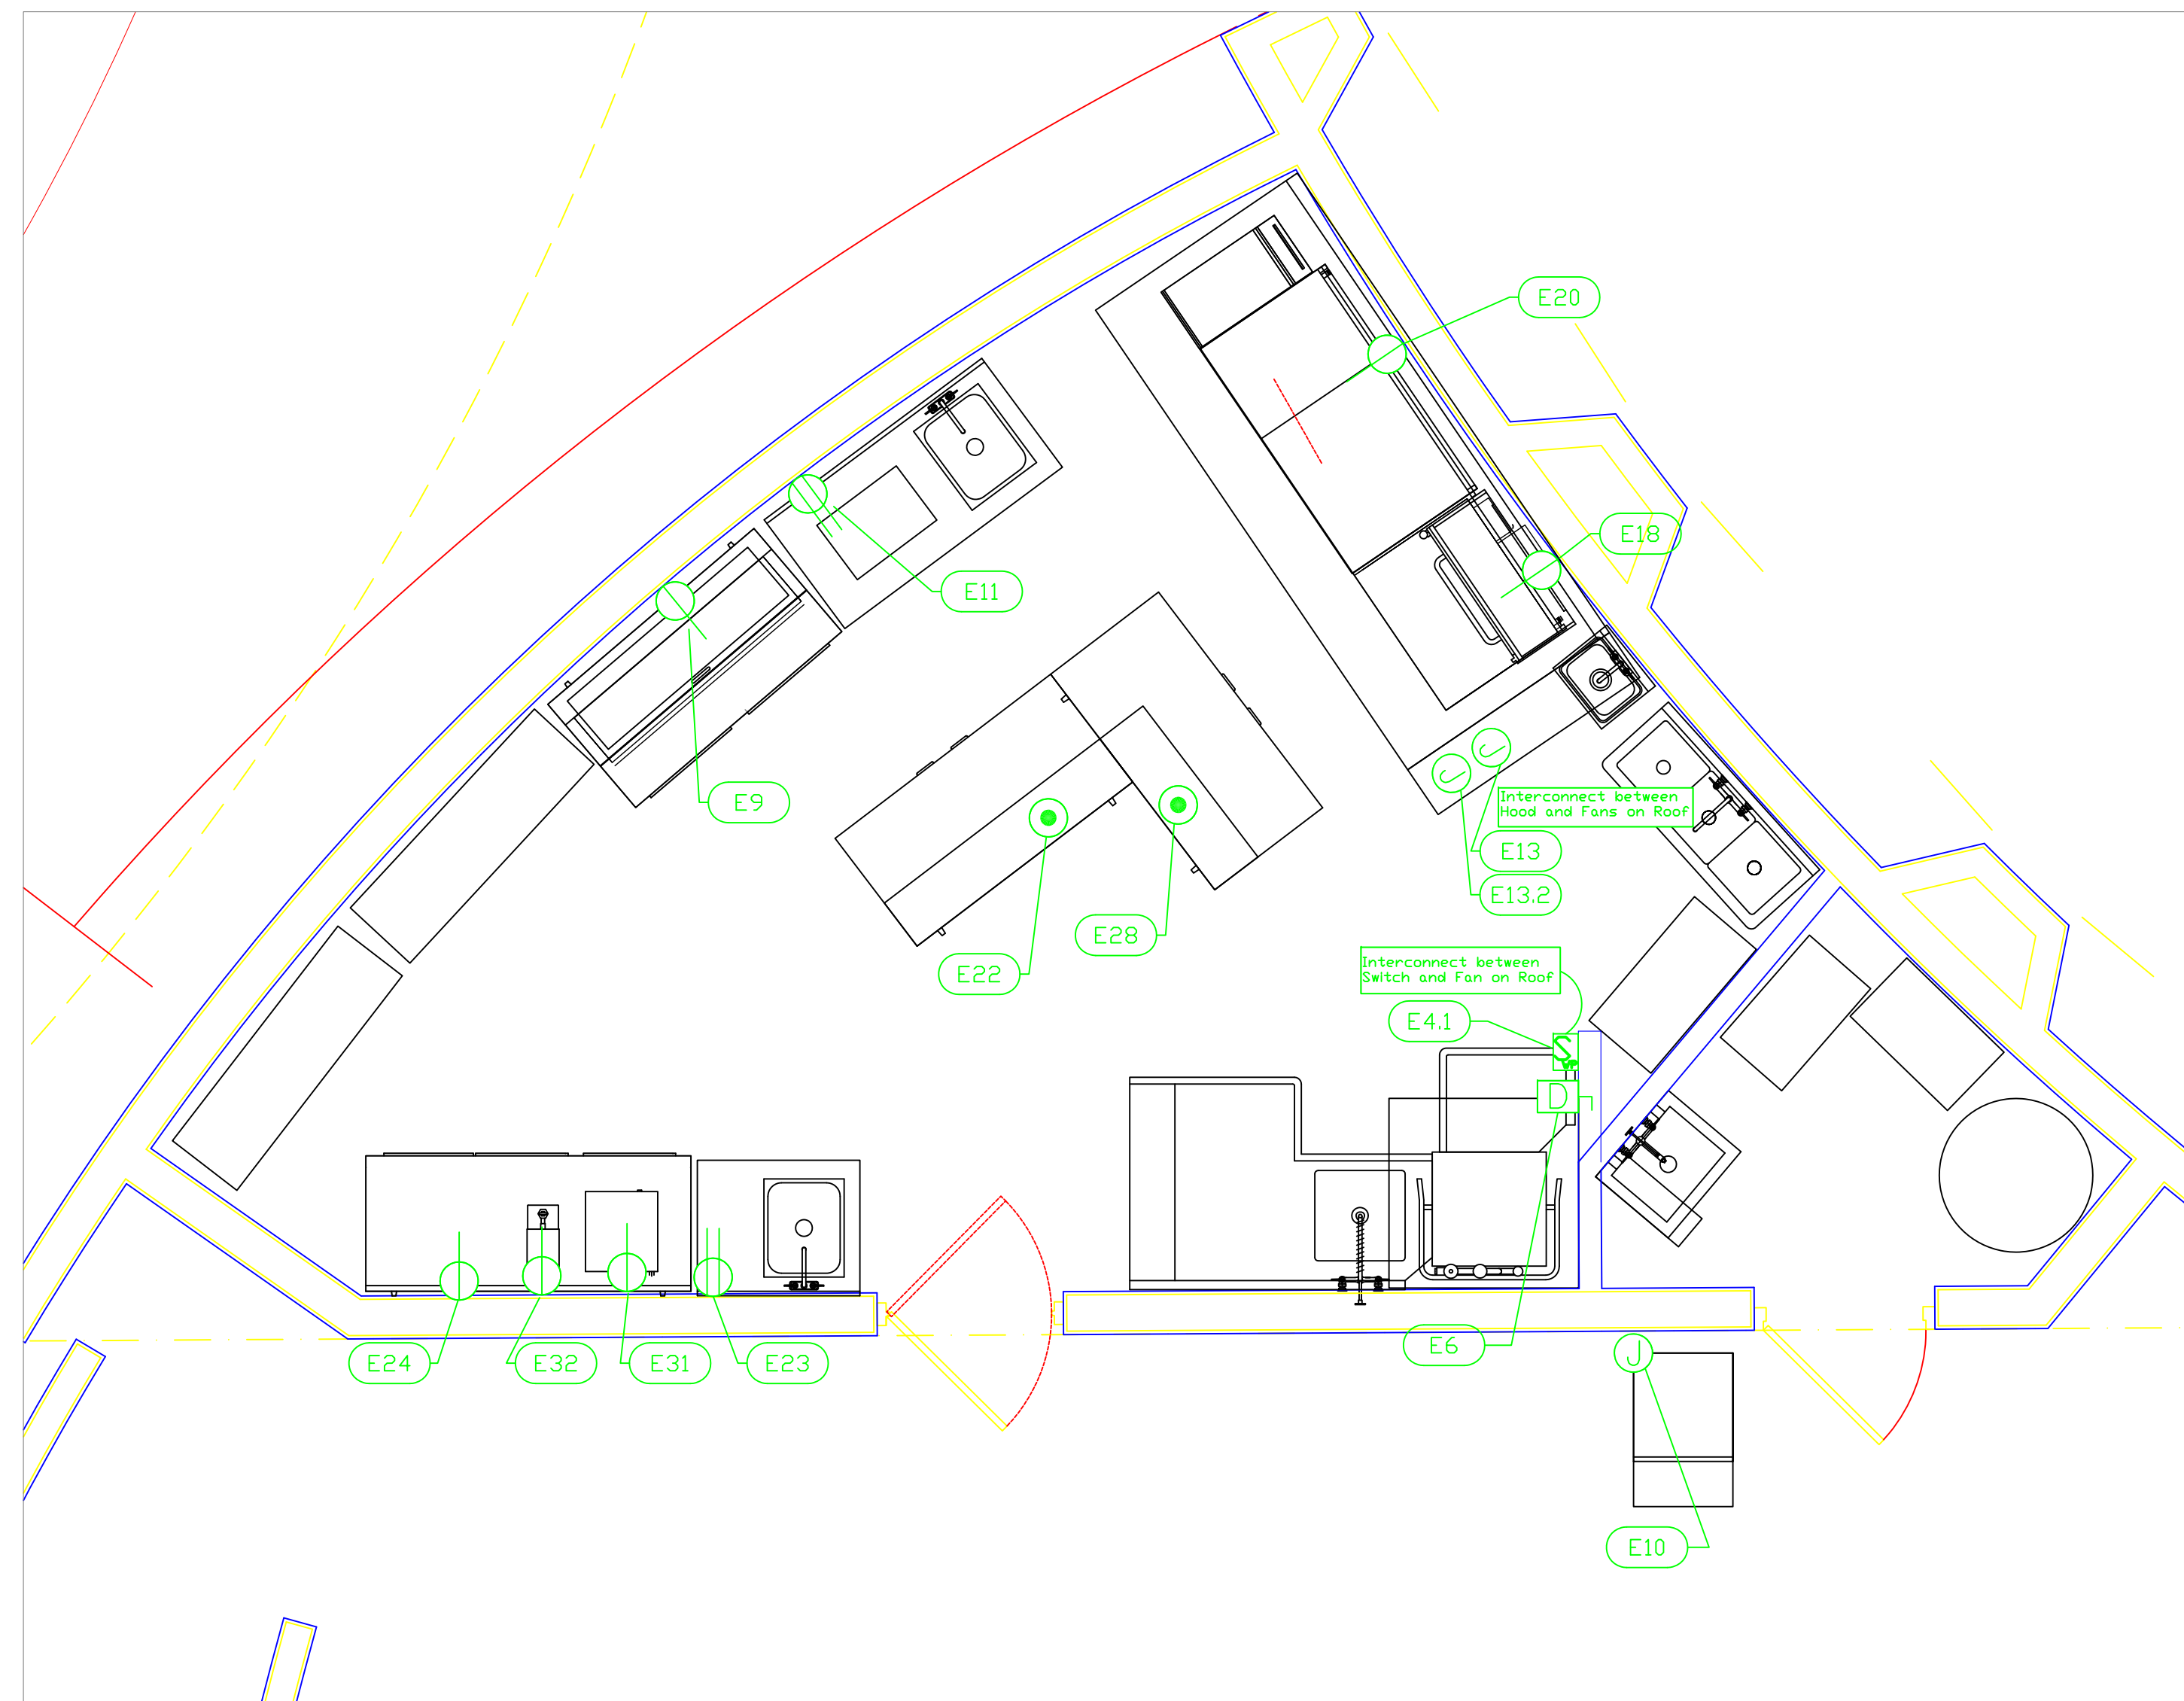 E20
E18
E11
E9
J
J
Interconnect between
Hood and Fans on Roof
E13
E13.2
E28
E22
Interconnect between
Switch and Fan on Roof
E4.1
S
D
E24
E32
E31
E23
E6
J
E10